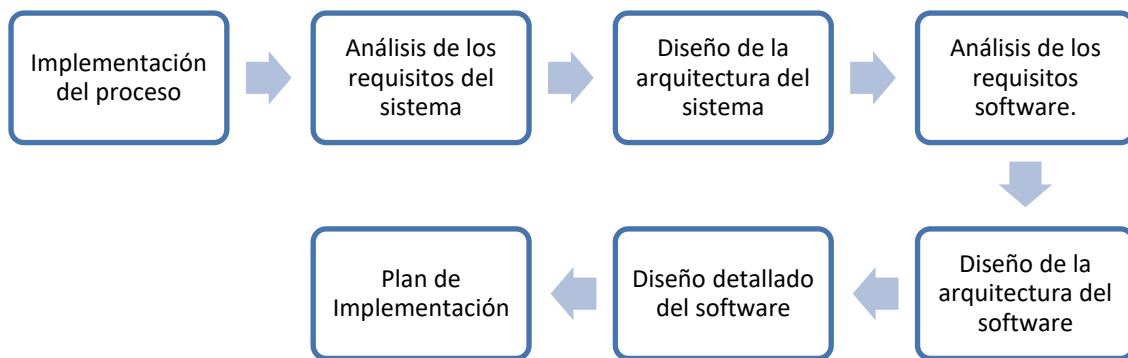 Implementación
del proceso
Análisis de los
requisitos del
sistema
Diseño de la
arquitectura del
sistema
Análisis de los
requisitos
software.
Diseño de la
arquitectura del
software
Diseño detallado
del software
Plan de
Implementación